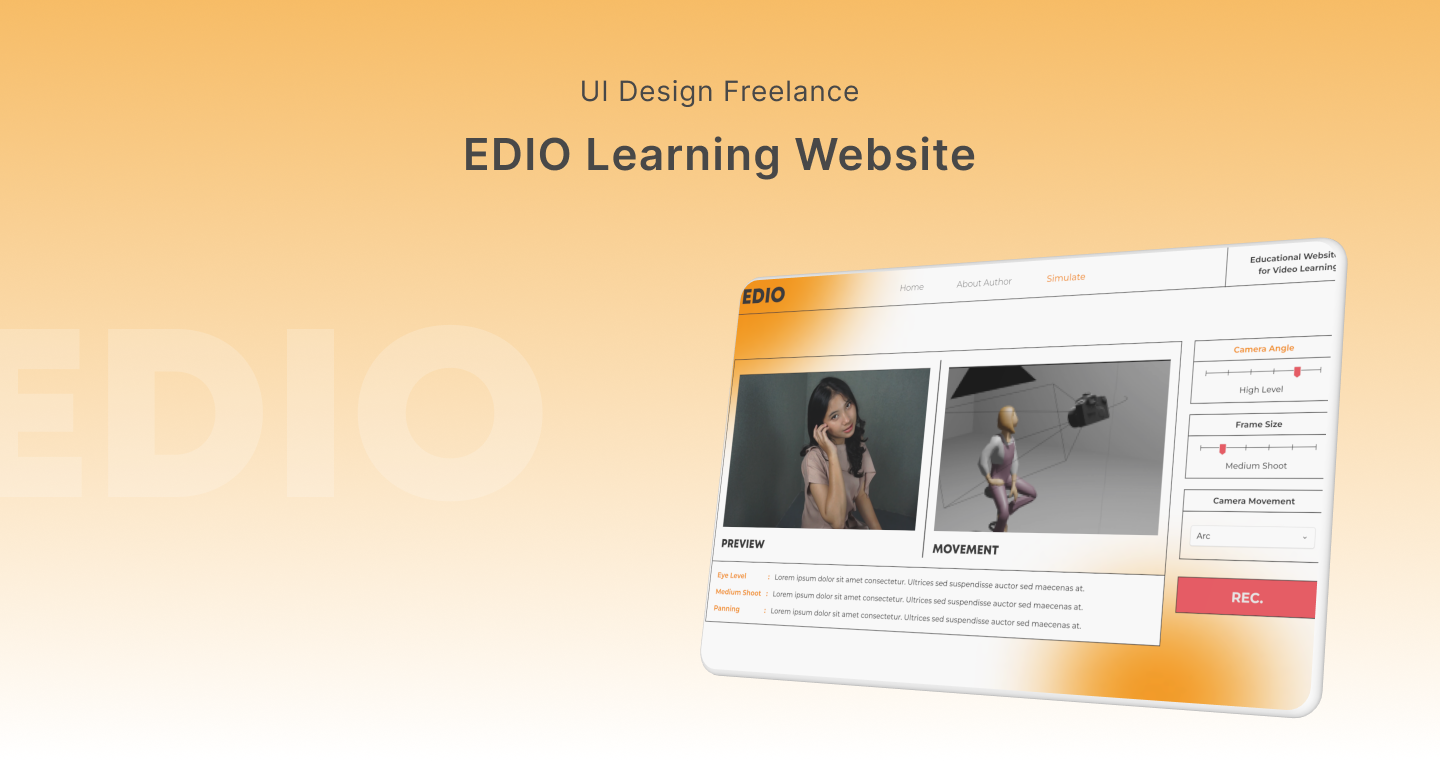 UI Design Freelance
EDIO Learning Website
EDIO
EDIO
Home
About Author
Simulate
Educational Website
for Video Learning
PREVIEW
MOVEMENT
Eye Level : Lorem ipsum dolor sit amet consectetur. Ultrices sed suspendisse auctor sed maecenas at.
Medium Shoot : Lorem ipsum dolor sit amet consectetur. Ultrices sed suspendisse auctor sed maecenas at.
Panning : Lorem ipsum dolor sit amet consectetur. Ultrices sed suspendisse auctor sed maecenas at.
Camera Angle
High Level
Frame Size
Medium Shoot
Camera Movement
Arc
REC.